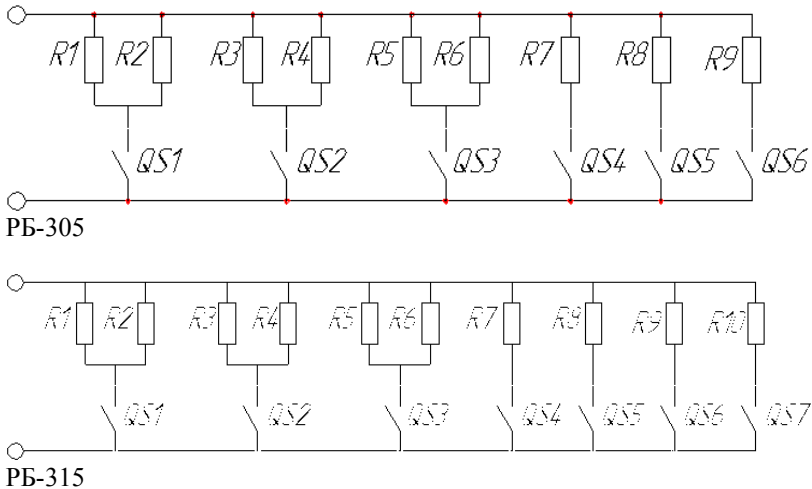 R1 R2 R3 R4 R5 R6 R7 R8 R9
QS1 QS2 QS3 QS4 QS5 QS6
РБ-305
R1 R2 R3 R4 R5 R6 R7 R8 R9 R10
QS1 QS2 QS3 QS4 QS5 QS6 QS7
РБ-315